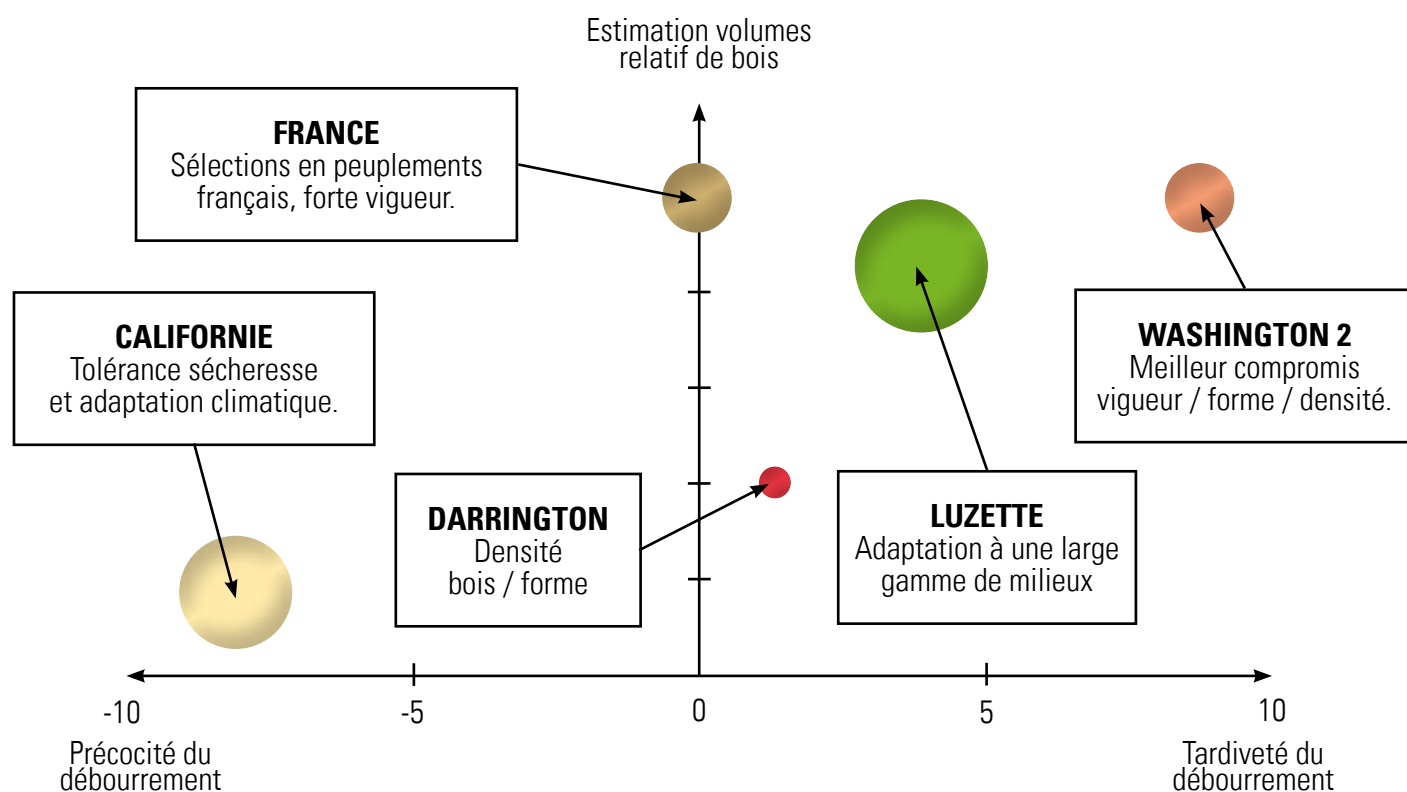 Estimation volumes
relatif de bois
FRANCE
Sélections en peuplements
français, forte vigueur.
CALIFORNIE
Tolérance sécheresse
et adaptation climatique.
WASHINGTON 2
Meilleur compromis
vigueur / forme / densité.
DARRINGTON
Densité
bois / forme
LUZETTE
Adaptation à une large
gamme de milieux
-10
-5
0
5
10
Précocité du
débourrement
Tardiveté du
débourrement